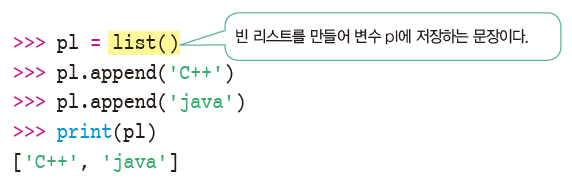 >>> pl = list()
빈 리스트를 만들어 변수 pl에 저장하는 문장이다.
>>> pl.append('C++')
>>> pl.append('java')
>>> print(pl)
['C++', 'java']